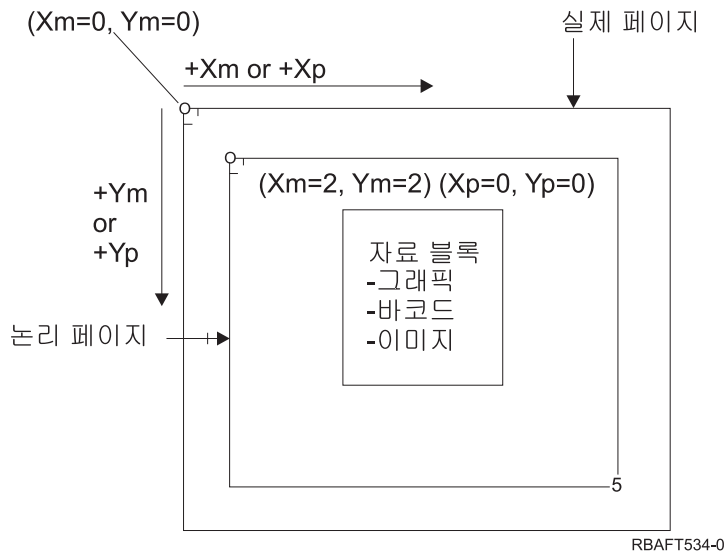 (Xm=0, Ym=0)
실제 페이지
+Xm or +Xp
+Ym
or
+Yp
(Xm=2, Ym=2) (Xp=0, Yp=0)
자료 블록
-그래픽
-바코드
-이미지
논리 페이지
5
RBAFT534-0